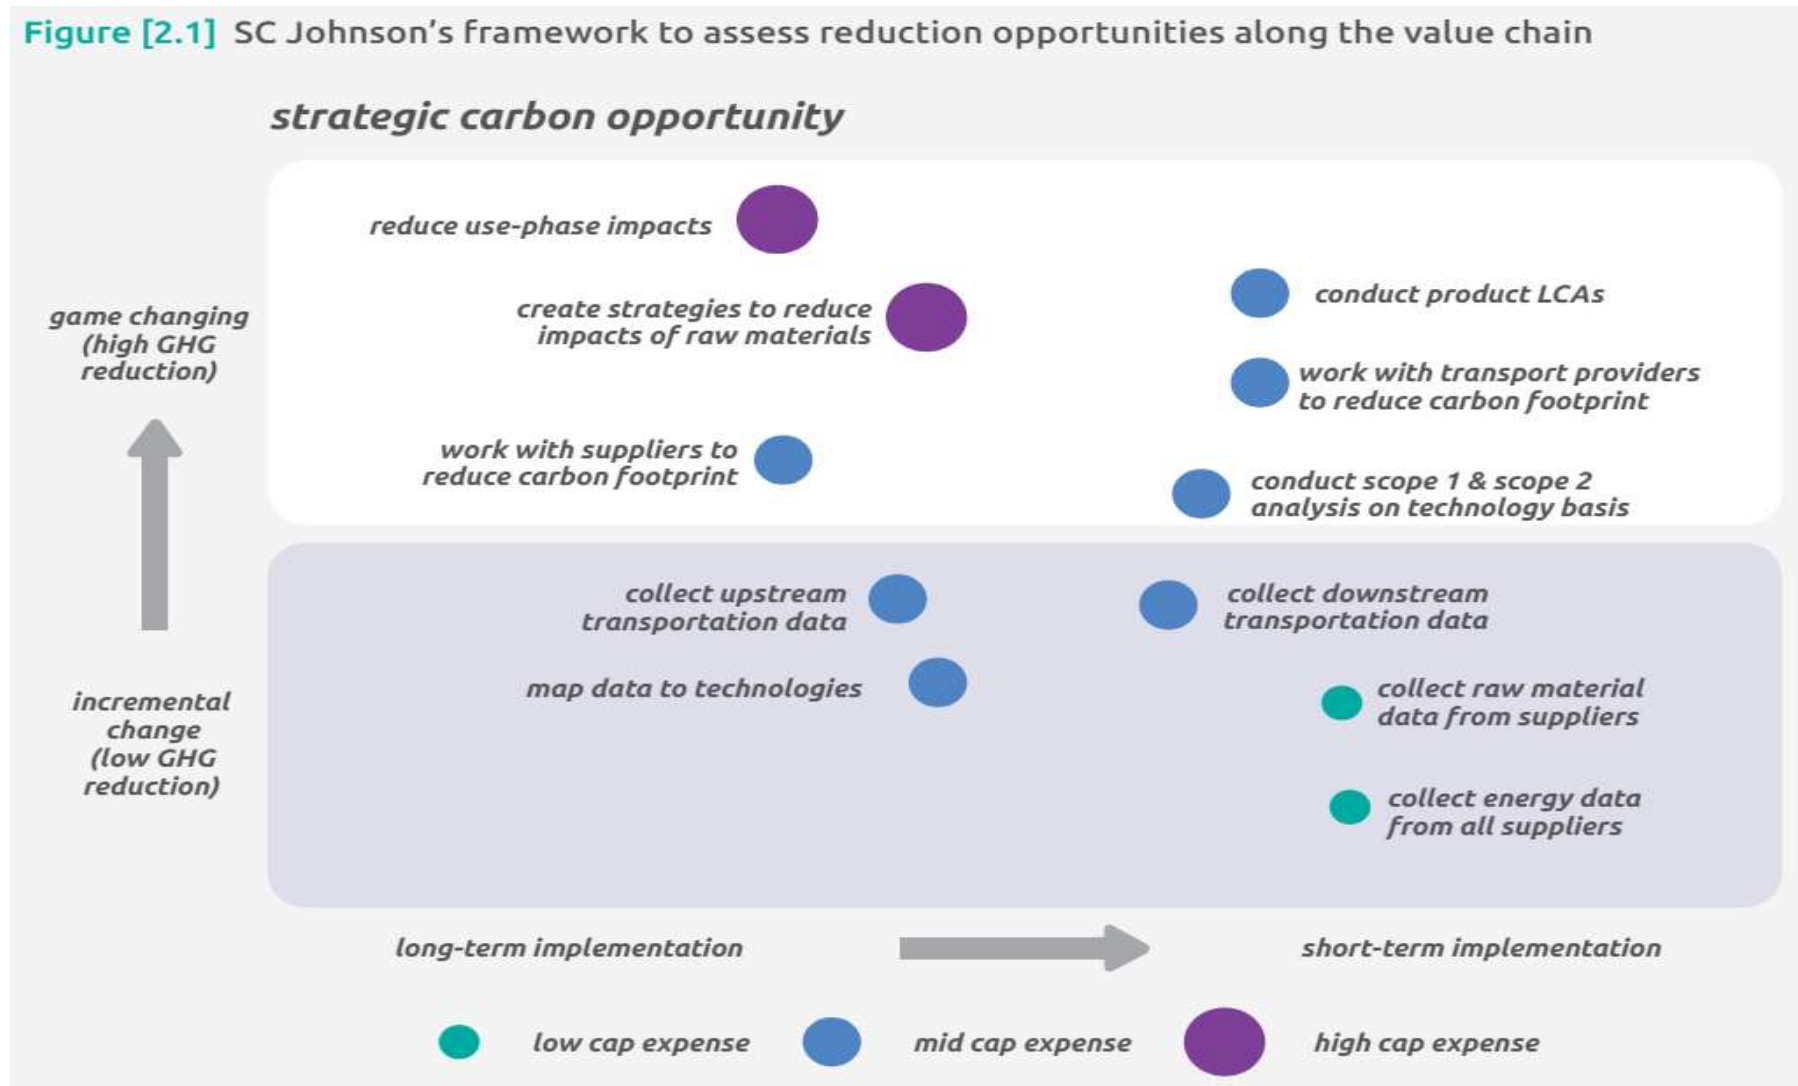 Figure [2.1] SC Johnson's framework to assess reduction opportunities along the value chain
strategic carbon opportunity
reduce use-phase impacts
create strategies to reduce
impacts of raw materials
conduct product LCAs
game changing
(high GHG
reduction)
work with transport providers
to reduce carbon footprint
work with suppliers to
reduce carbon footprint
conduct scope 1 & scope 2
analysis on technology basis
collect upstream
transportation data
collect downstream
transportation data
map data to technologies
collect raw material
data from suppliers
incremental
change
(low GHG
reduction)
collect energy data
from all suppliers
long-term implementation
short-term implementation
low cap expense
mid cap expense
high cap expense